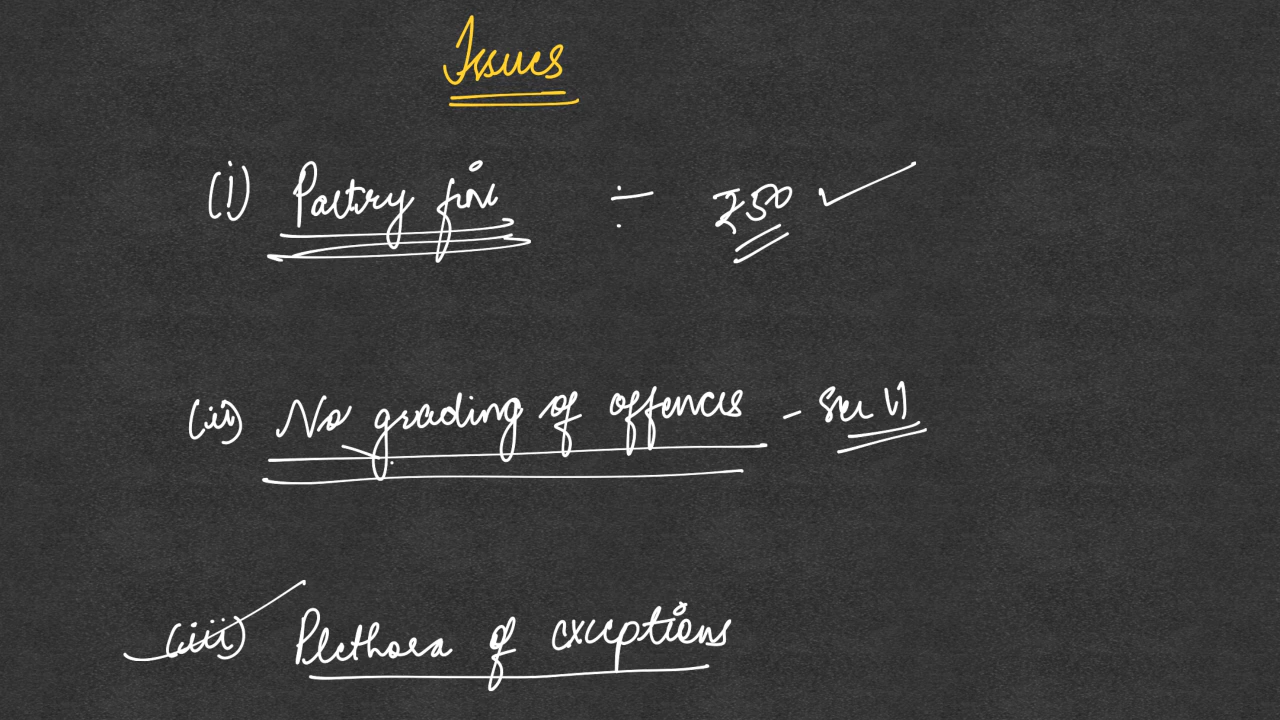 Issues
(i) Paltry fine ÷ ₹50 ✓
(ii) No grading of offences - Sec 11
(iii) Plethora of exceptions